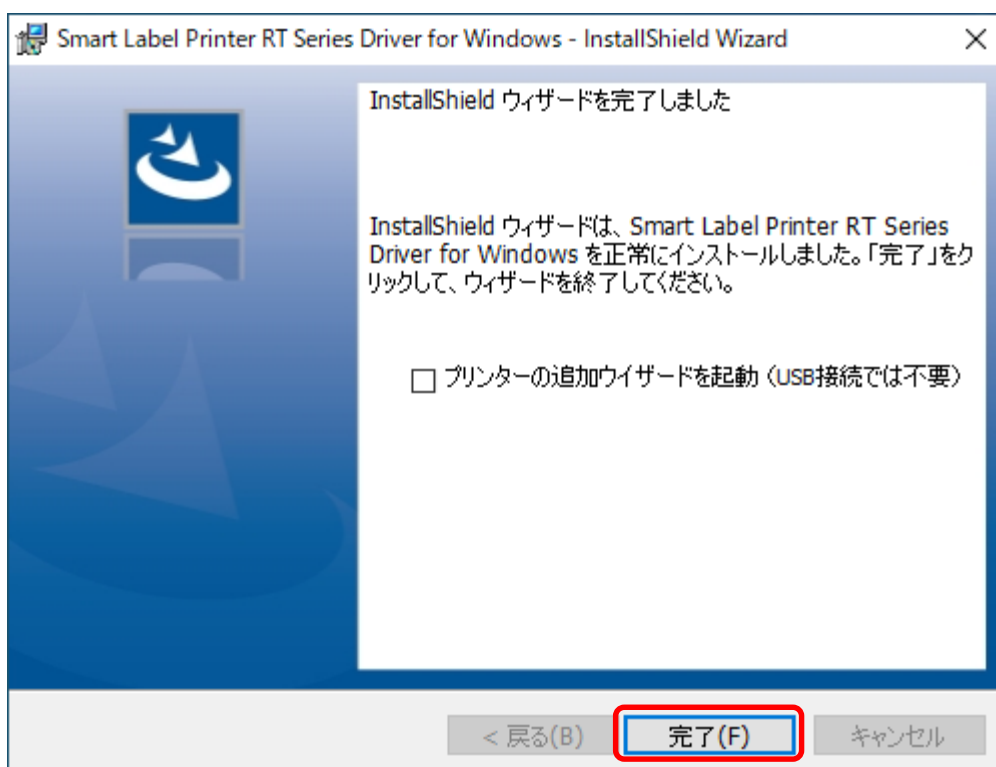 Smart Label Printer RT Series Driver for Windows - InstallShield Wizard
InstallShield ウィザードを完了しました
InstallShield ウィザードは、Smart Label Printer RT Series
Driver for Windows を正常にインストールしました。「完了」をク
リックして、ウィザードを終了してください。
プリンターの追加ウイザードを起動（USB接続では不要）
< 戻る(B)
完了(F)
キャンセル